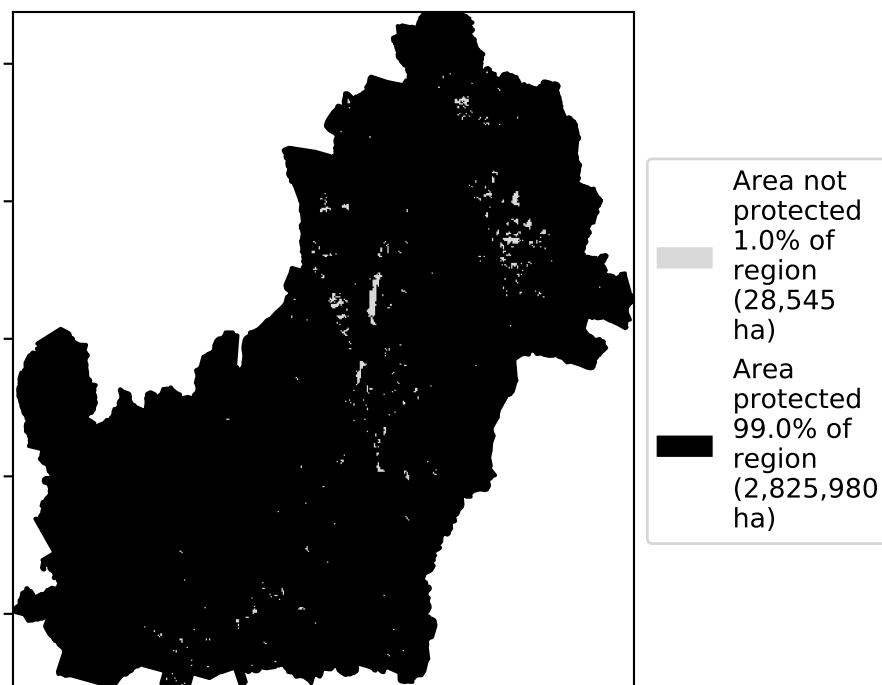 Area not
protected
1.0% of
region
(28,545
ha)
Area
protected
99.0% of
region
(2,825,980
ha)